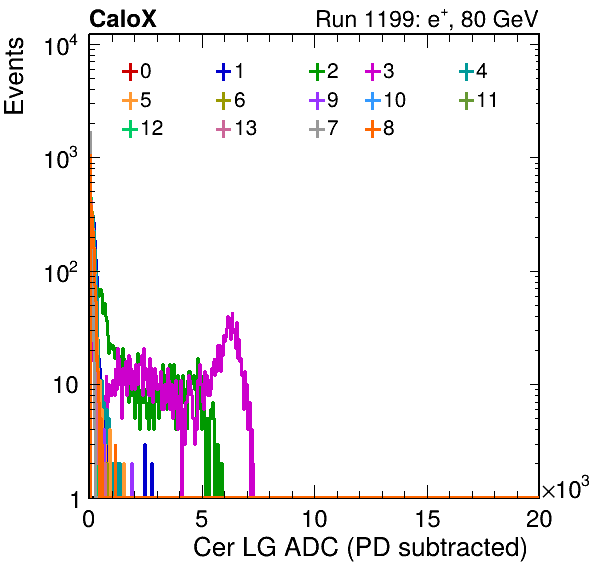 CaloX Run 1199: e⁺, 80 GeV
Events
10⁴
10³
10²
10
1
0 1 2 3 4
5 6 9 10 11
12 13 7 8
0 5 10 15 20
×10³
Cer LG ADC (PD subtracted)